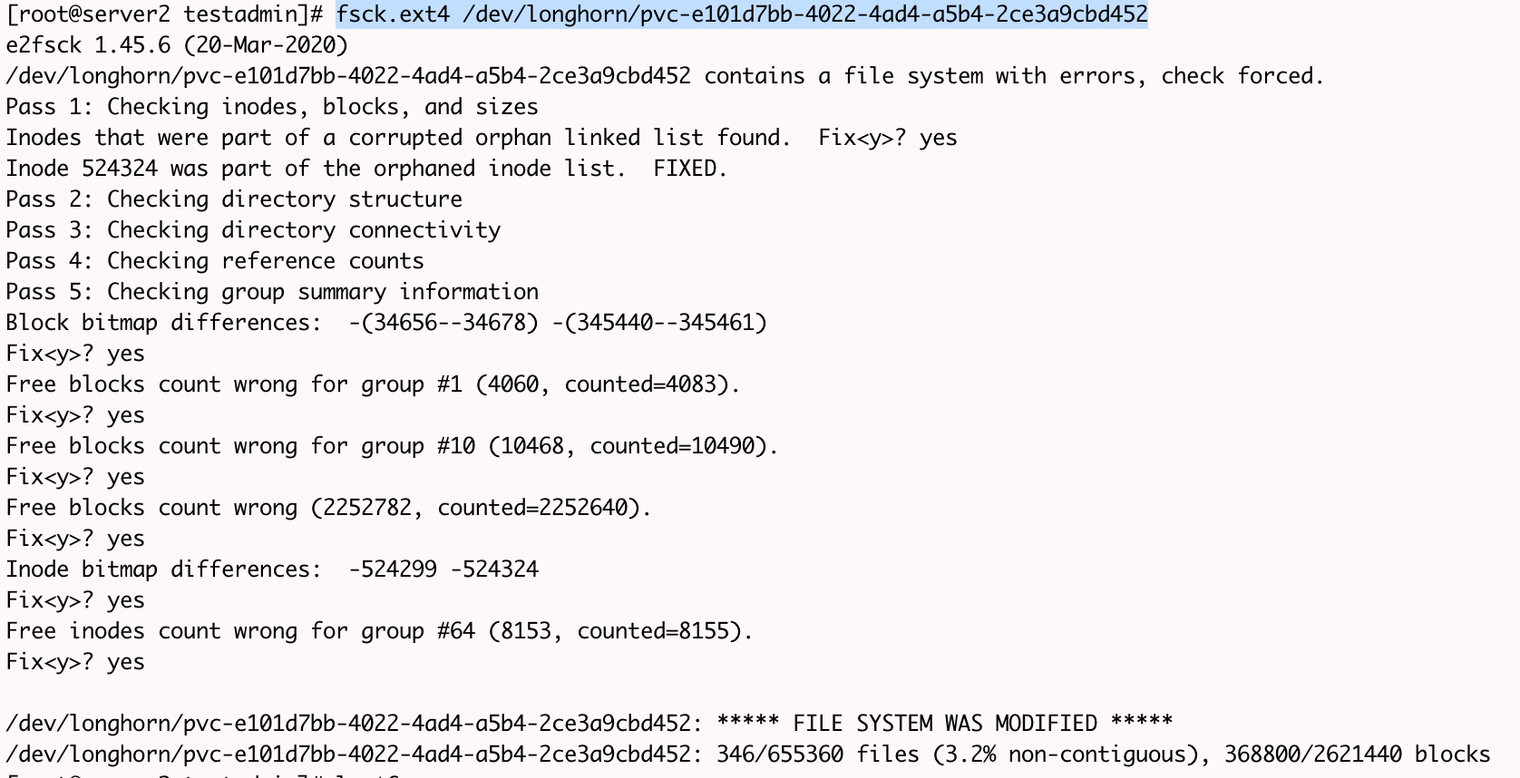 [root@server2 testadmin]# fsck.ext4 /dev/longhorn/pvc-e101d7bb-4022-4ad4-a5b4-2ce3a9cbd452
e2fsck 1.45.6 (20-Mar-2020)
/dev/longhorn/pvc-e101d7bb-4022-4ad4-a5b4-2ce3a9cbd452 contains a file system with errors, check forced.
Pass 1: Checking inodes, blocks, and sizes
Inodes that were part of a corrupted orphan linked list found.  Fix<y>? yes
Inode 524324 was part of the orphaned inode list.  FIXED.
Pass 2: Checking directory structure
Pass 3: Checking directory connectivity
Pass 4: Checking reference counts
Pass 5: Checking group summary information
Block bitmap differences:  -(34656--34678) -(345440--345461)
Fix<y>? yes
Free blocks count wrong for group #1 (4060, counted=4083).
Fix<y>? yes
Free blocks count wrong for group #10 (10468, counted=10490).
Fix<y>? yes
Free blocks count wrong (2252782, counted=2252640).
Fix<y>? yes
Inode bitmap differences:  -524299 -524324
Fix<y>? yes
Free inodes count wrong for group #64 (8153, counted=8155).
Fix<y>? yes
/dev/longhorn/pvc-e101d7bb-4022-4ad4-a5b4-2ce3a9cbd452: ***** FILE SYSTEM WAS MODIFIED *****
/dev/longhorn/pvc-e101d7bb-4022-4ad4-a5b4-2ce3a9cbd452: 346/655360 files (3.2% non-contiguous), 368800/2621440 blocks